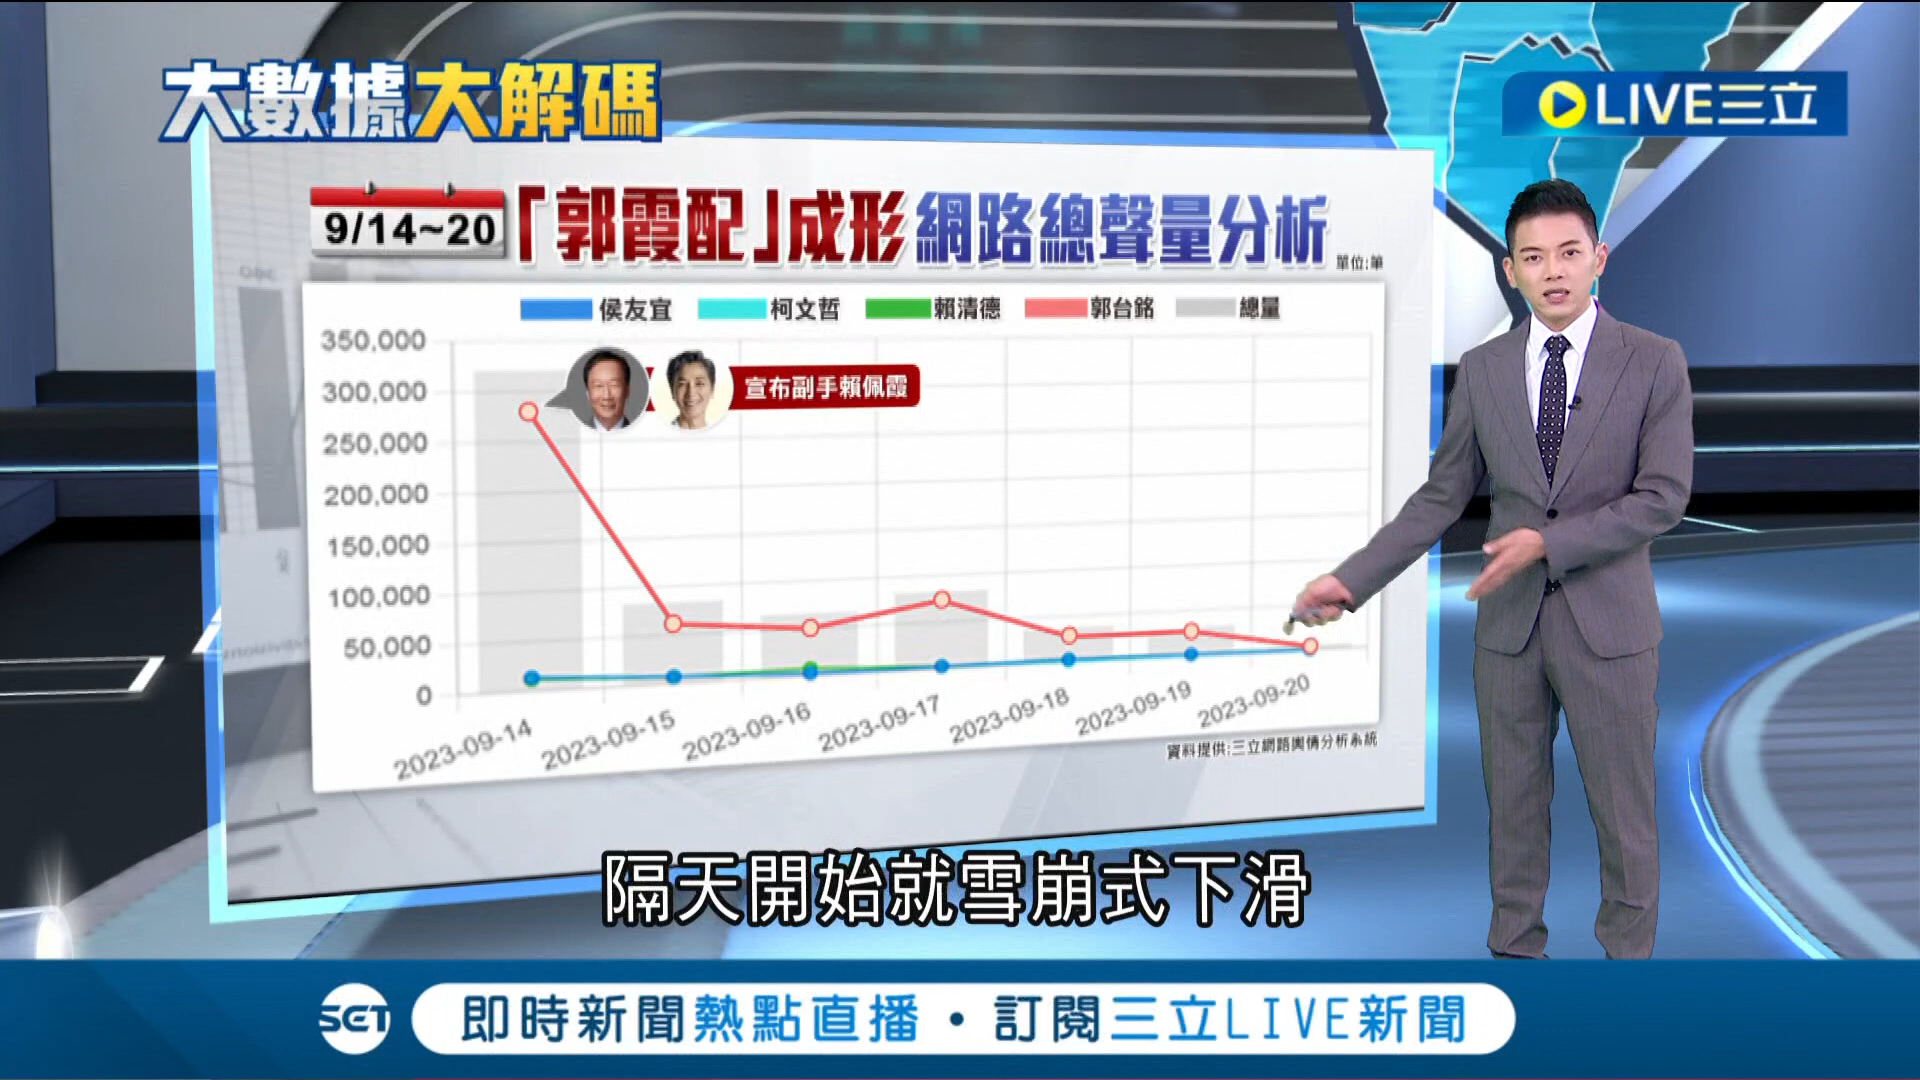 大數據大解碼
LIVE三立
9/14~20
「郭霞配」成形 網路總聲量分析
單位:筆
侯友宜 柯文哲 賴清德 郭台銘 總量
350,000
300,000
250,000
200,000
150,000
100,000
50,000
0
宣布副手賴佩霞
2023-09-14 2023-09-15 2023-09-16 2023-09-17 2023-09-18 2023-09-19 2023-09-20
資料提供:三立網路輿情分析系統
隔天開始就雪崩式下滑
SET
即時新聞熱點直播・訂閱三立LIVE新聞